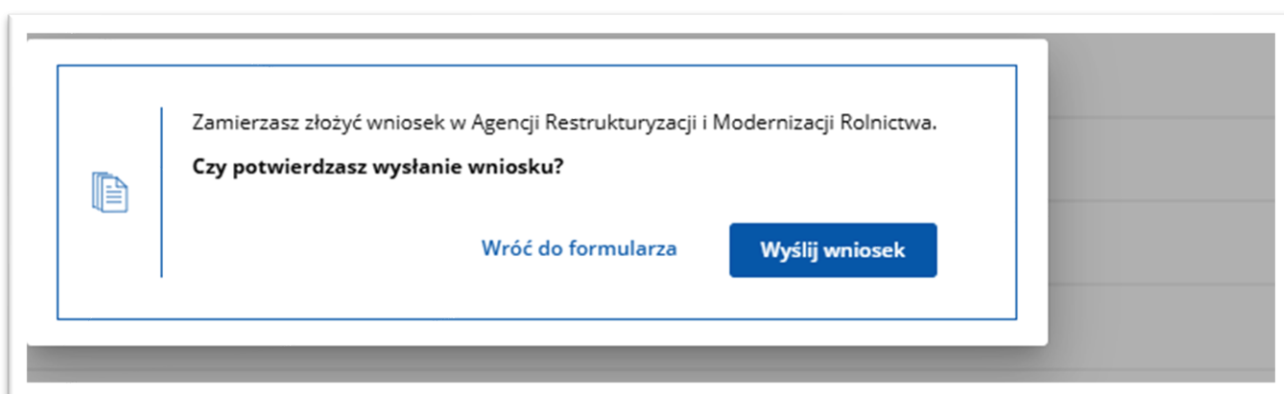 Zamierzasz złożyć wniosek w Agencji Restrukturyzacji i Modernizacji Rolnictwa.
Czy potwierdzasz wysłanie wniosku?
Wróć do formularza
Wyślij wniosek